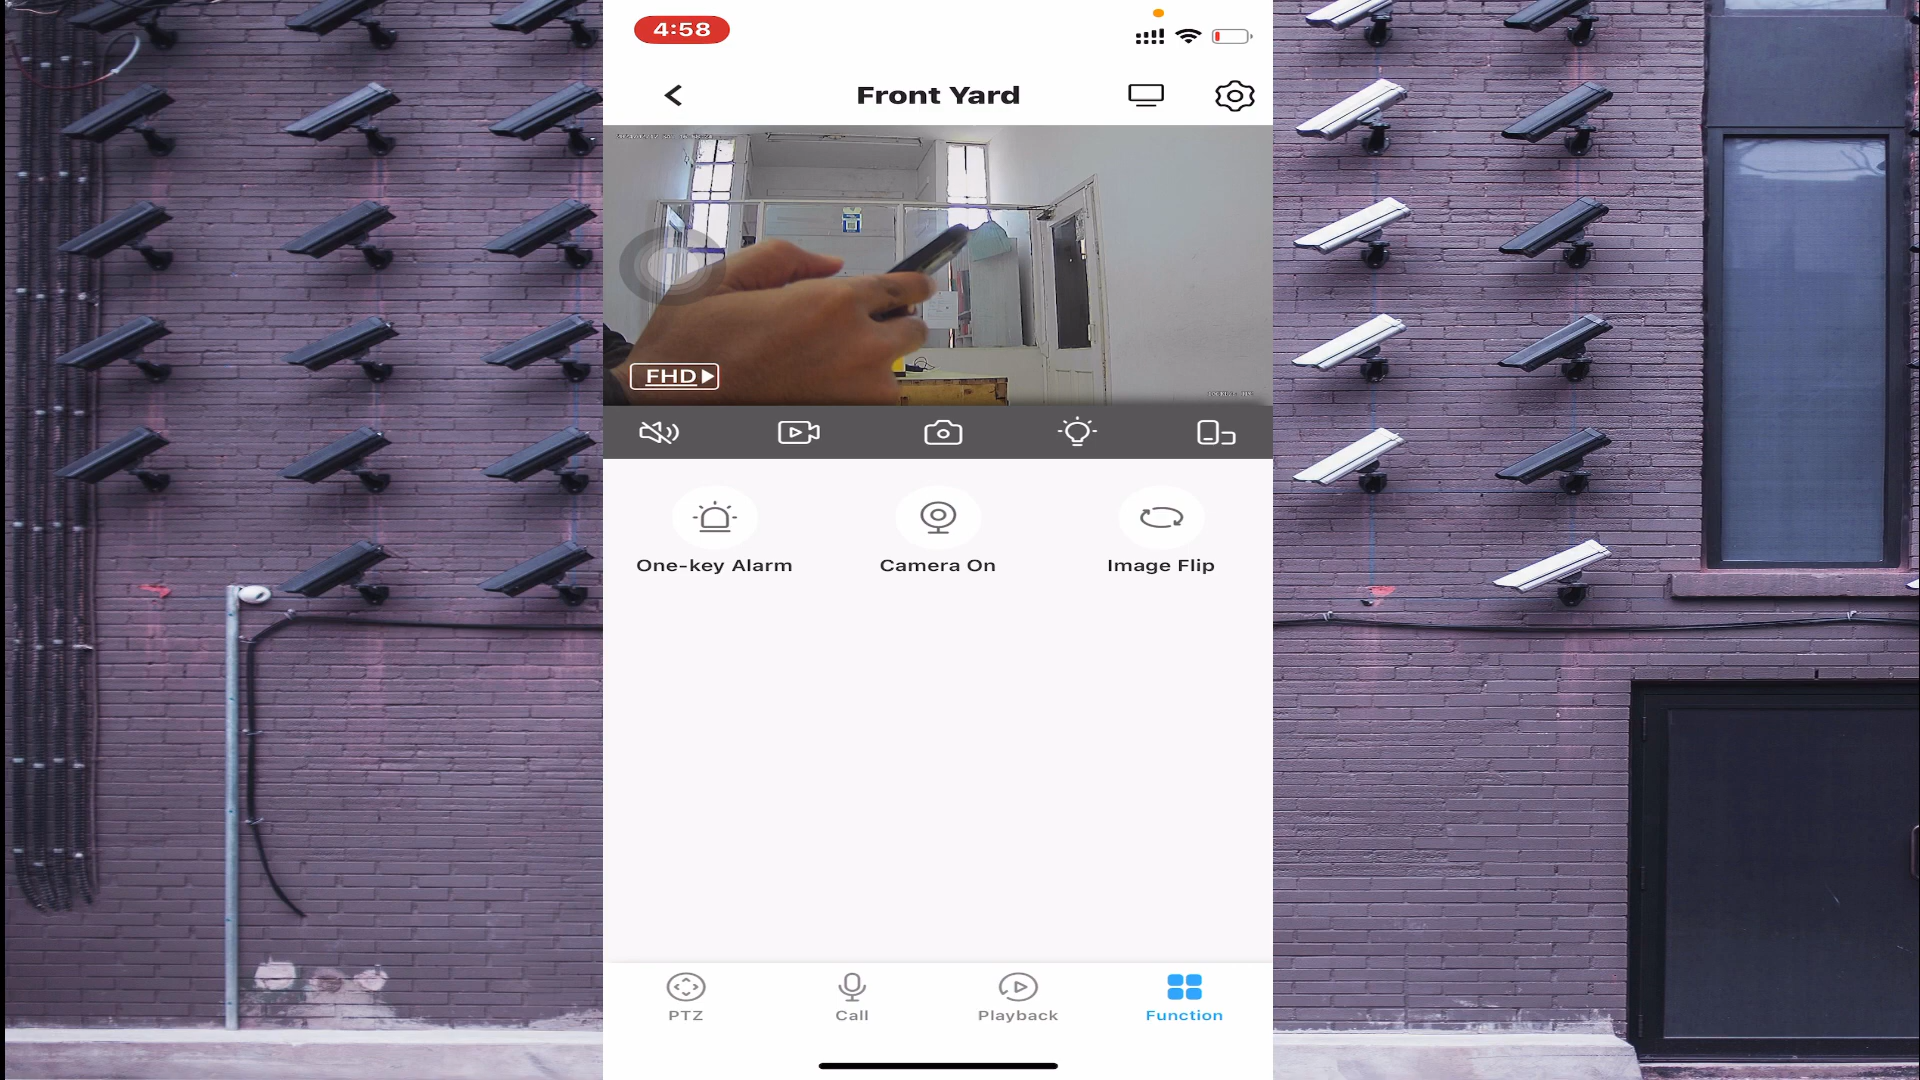 4:58
Front Yard
FHD
One-key Alarm
Camera On
Image Flip
PTZ
Call
Playback
Function